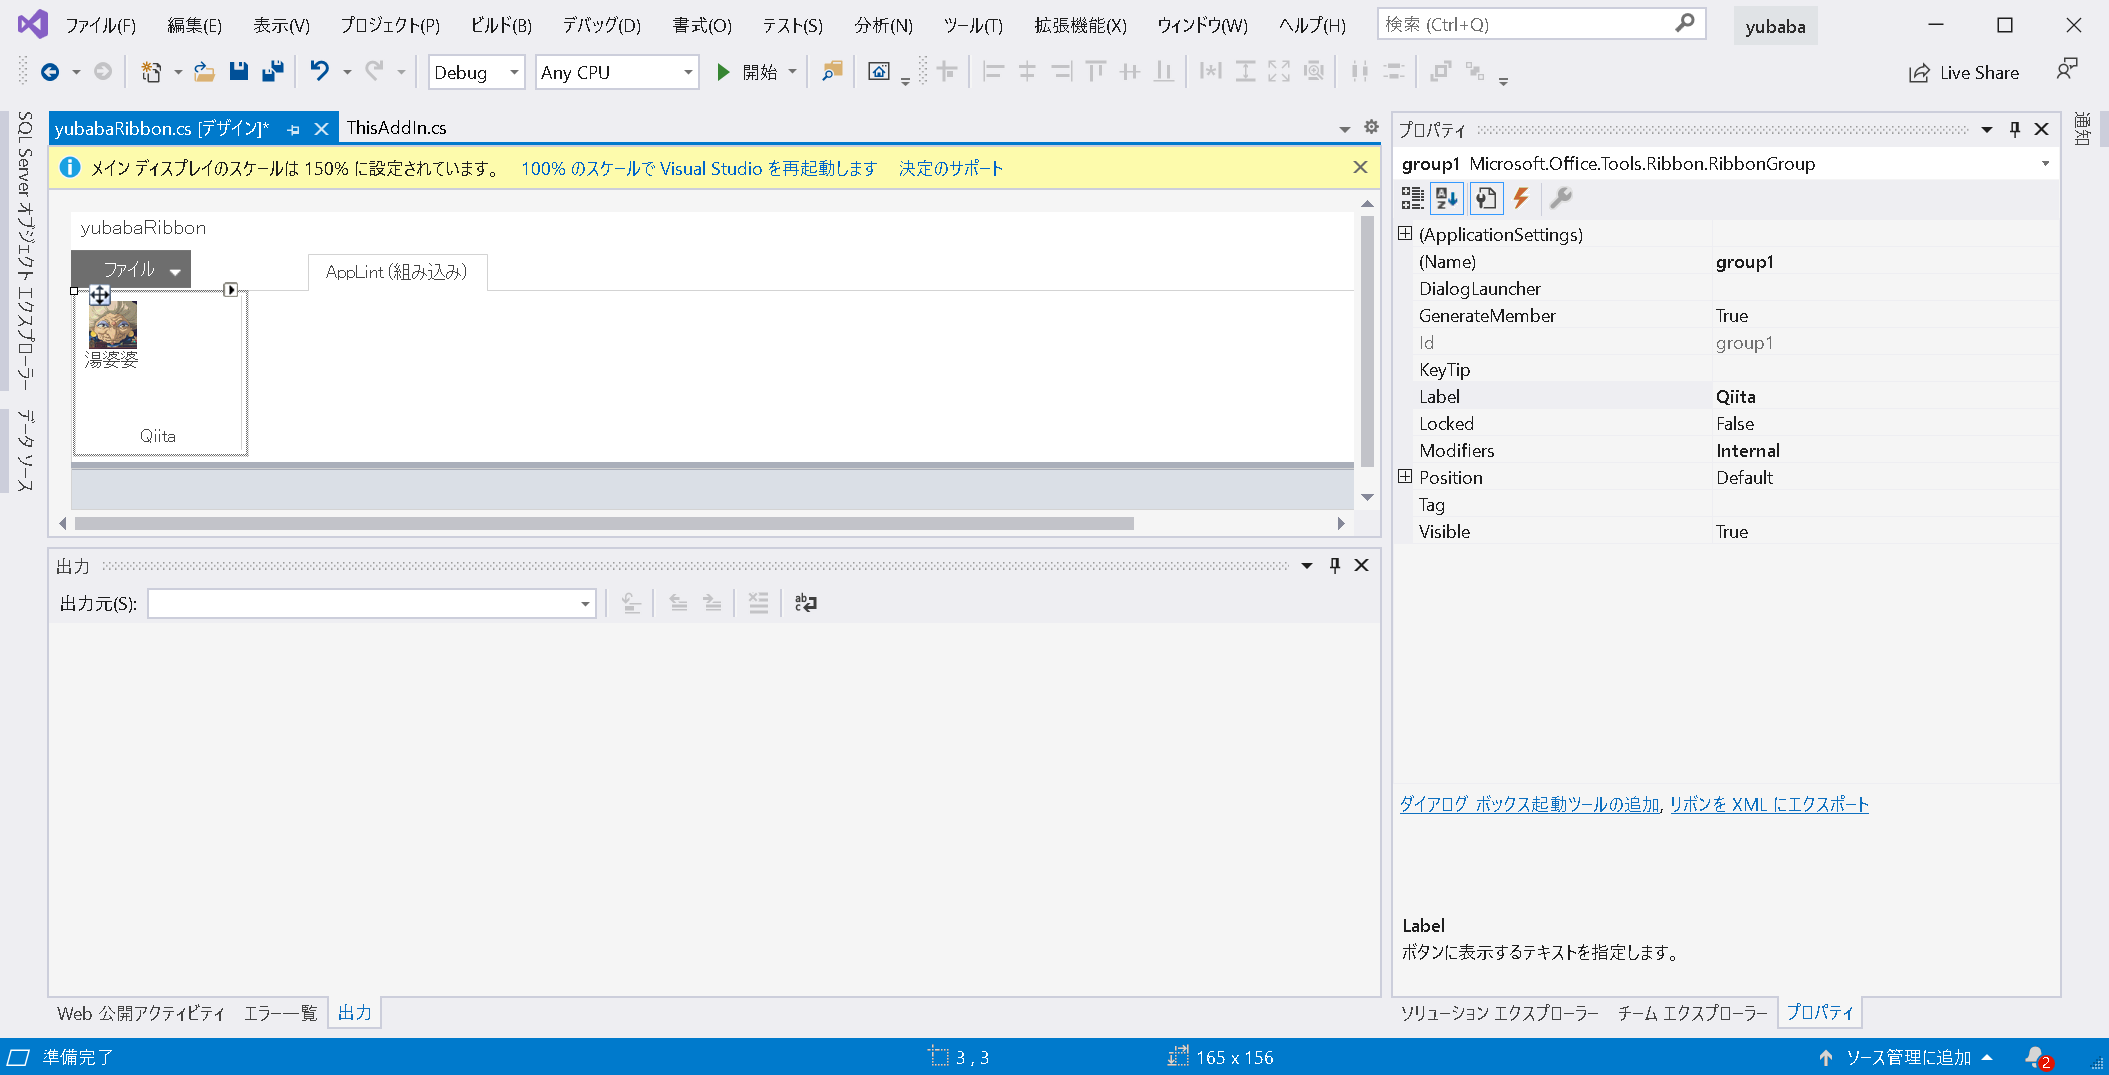 ファイル(F) 編集(E) 表示(V) プロジェクト(P) ビルド(B) デバッグ(D) 書式(O) テスト(S) 分析(N) ツール(T) 拡張機能(X) ウィンドウ(W) ヘルプ(H) 検索 (Ctrl+Q) yubaba
Debug Any CPU 開始 Live Share
SQL Server オブジェクト エクスプローラー
データ ソース
yubabaRibbon.cs [デザイン]* ThisAddIn.cs
メイン ディスプレイのスケールは 150% に設定されています。 100% のスケールで Visual Studio を再起動します 決定のサポート
yubabaRibbon
ファイル AppLint (組み込み)
湯婆婆
Qiita
出力
出力元(S):
Web 公開アクティビティ エラー一覧 出力
プロパティ
group1 Microsoft.Office.Tools.Ribbon.RibbonGroup
(ApplicationSettings)
(Name) group1
DialogLauncher
GenerateMember True
Id group1
KeyTip
Label Qiita
Locked False
Modifiers Internal
Position Default
Tag
Visible True
ダイアログ ボックス起動ツールの追加, リボンを XML にエクスポート
Label
ボタンに表示するテキストを指定します。
ソリューション エクスプローラー チーム エクスプローラー プロパティ
通知
準備完了 3 , 3 165 x 156 ソース管理に追加 2